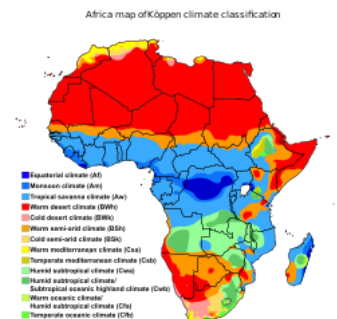 Africa map of Köppen climate classification
Equatorial climate (Af)
Monsoon climate (Am)
Tropical savanna climate (Aw)
Warm desert climate (BWh)
Cold desert climate (BWk)
Warm semi-arid climate (BSh)
Cold semi-arid climate (BSk)
Warm mediterranean climate (Csa)
Temperate mediterranean climate (Csb)
Humid subtropical climate (Cwa)
Humid subtropical climate/
Subtropical oceanic highland climate (Cwb)
Warm oceanic climate/
Humid subtropical climate (Cfa)
Temperate oceanic climate (Cfb)